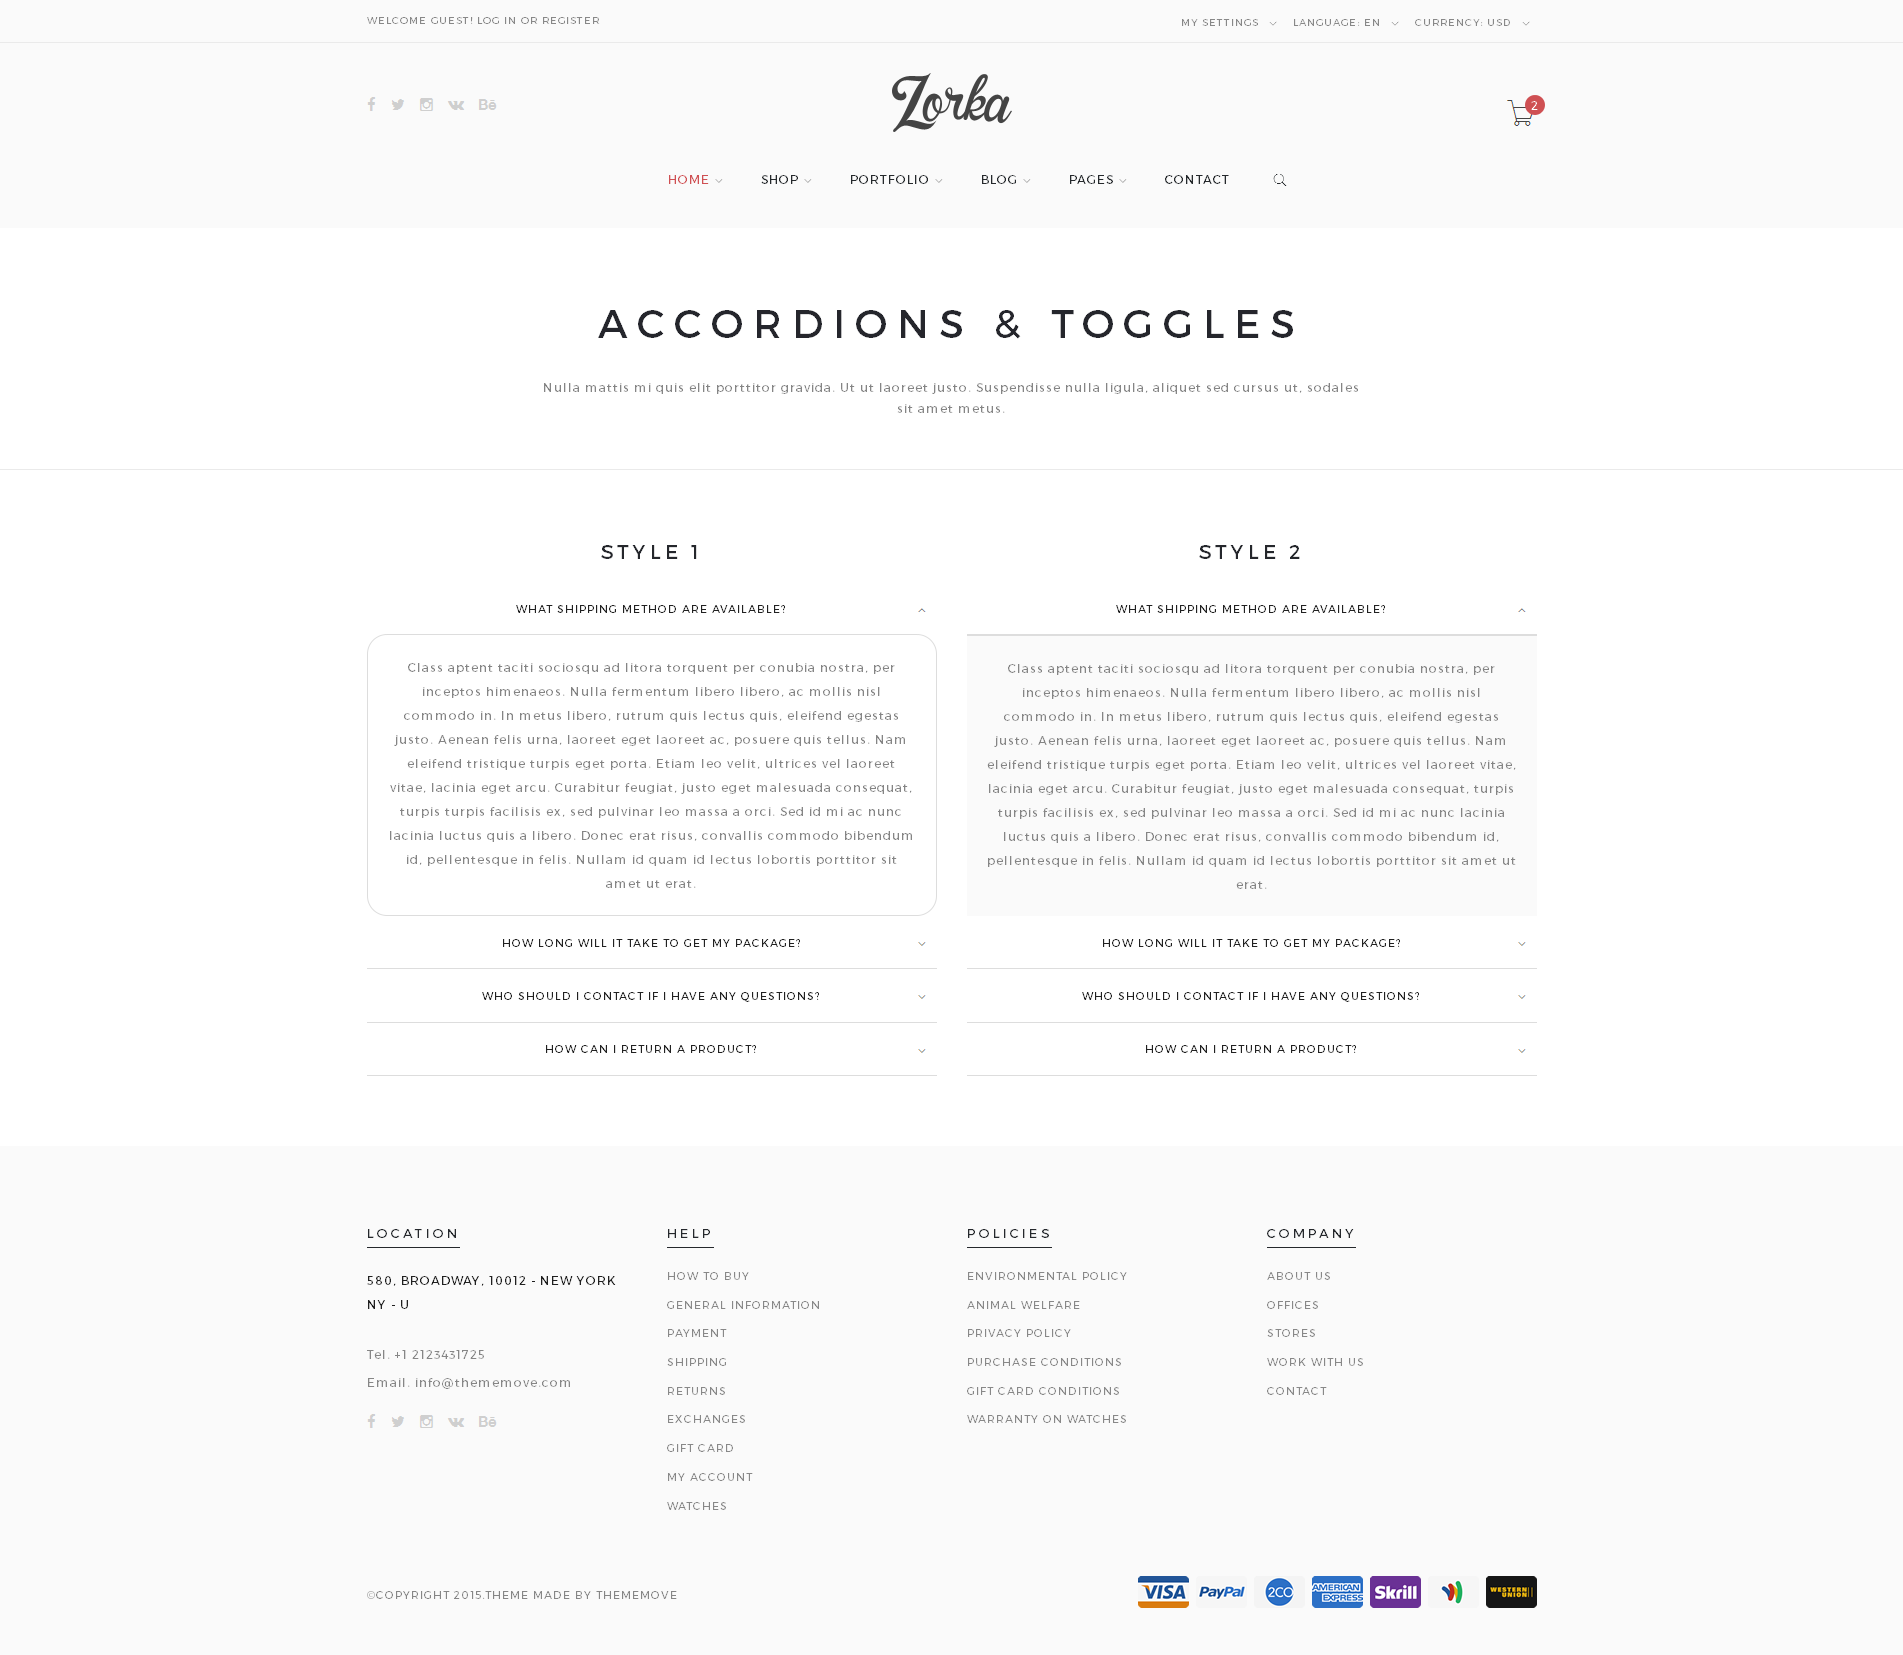 WELCOME GUEST! LOG IN OR REGISTER
MY SETTINGS LANGUAGE: EN CURRENCY: USD
Bē
Zorka
2
HOME SHOP PORTFOLIO BLOG PAGES CONTACT
ACCORDIONS & TOGGLES
Nulla mattis mi quis elit porttitor gravida. Ut ut laoreet justo. Suspendisse nulla ligula, aliquet sed cursus ut, sodales
sit amet metus.
STYLE 1
WHAT SHIPPING METHOD ARE AVAILABLE?
Class aptent taciti sociosqu ad litora torquent per conubia nostra, per
inceptos himenaeos. Nulla fermentum libero libero, ac mollis nisl
commodo in. In metus libero, rutrum quis lectus quis, eleifend egestas
justo. Aenean felis urna, laoreet eget laoreet ac, posuere quis tellus. Nam
eleifend tristique turpis eget porta. Etiam leo velit, ultrices vel laoreet
vitae, lacinia eget arcu. Curabitur feugiat, justo eget malesuada consequat,
turpis turpis facilisis ex, sed pulvinar leo massa a orci. Sed id mi ac nunc
lacinia luctus quis a libero. Donec erat risus, convallis commodo bibendum
id, pellentesque in felis. Nullam id quam id lectus lobortis porttitor sit
amet ut erat.
HOW LONG WILL IT TAKE TO GET MY PACKAGE?
WHO SHOULD I CONTACT IF I HAVE ANY QUESTIONS?
HOW CAN I RETURN A PRODUCT?
STYLE 2
WHAT SHIPPING METHOD ARE AVAILABLE?
Class aptent taciti sociosqu ad litora torquent per conubia nostra, per
inceptos himenaeos. Nulla fermentum libero libero, ac mollis nisl
commodo in. In metus libero, rutrum quis lectus quis, eleifend egestas
justo. Aenean felis urna, laoreet eget laoreet ac, posuere quis tellus. Nam
eleifend tristique turpis eget porta. Etiam leo velit, ultrices vel laoreet vitae,
lacinia eget arcu. Curabitur feugiat, justo eget malesuada consequat, turpis
turpis facilisis ex, sed pulvinar leo massa a orci. Sed id mi ac nunc lacinia
luctus quis a libero. Donec erat risus, convallis commodo bibendum id,
pellentesque in felis. Nullam id quam id lectus lobortis porttitor sit amet ut
erat.
HOW LONG WILL IT TAKE TO GET MY PACKAGE?
WHO SHOULD I CONTACT IF I HAVE ANY QUESTIONS?
HOW CAN I RETURN A PRODUCT?
LOCATION
580, BROADWAY, 10012 - NEW YORK
NY - U
Tel. +1 2123431725
Email. info@thememove.com
Bē
HELP
HOW TO BUY
GENERAL INFORMATION
PAYMENT
SHIPPING
RETURNS
EXCHANGES
GIFT CARD
MY ACCOUNT
WATCHES
POLICIES
ENVIRONMENTAL POLICY
ANIMAL WELFARE
PRIVACY POLICY
PURCHASE CONDITIONS
GIFT CARD CONDITIONS
WARRANTY ON WATCHES
COMPANY
ABOUT US
OFFICES
STORES
WORK WITH US
CONTACT
©COPYRIGHT 2015.THEME MADE BY THEMEMOVE
VISA PayPal 2CO AMERICAN EXPRESS Skrill WESTERN UNION